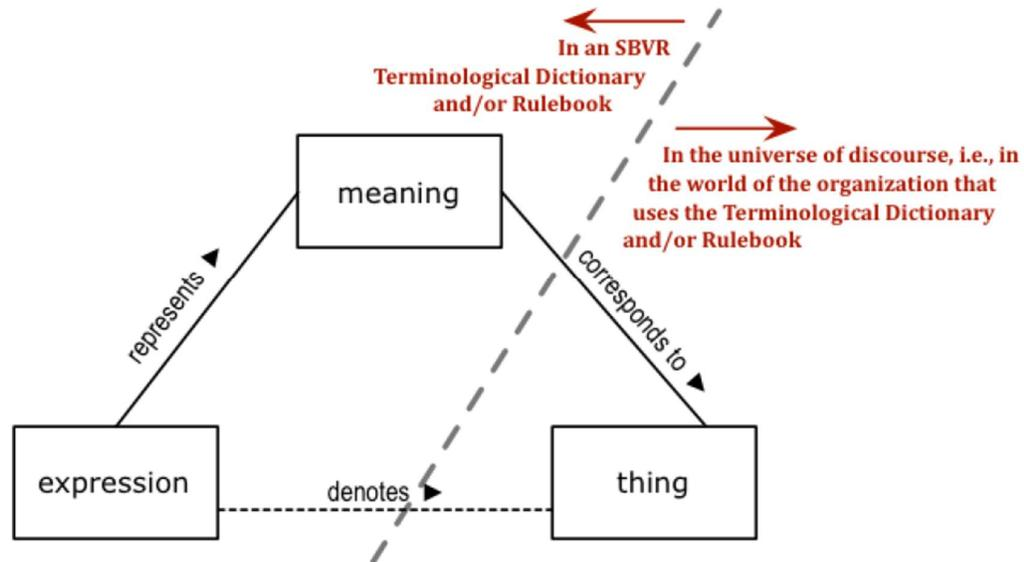 In an SBVR
Terminological Dictionary
and/or Rulebook
In the universe of discourse, i.e., in
the world of the organization that
uses the Terminological Dictionary
and/or Rulebook
meaning
represents
corresponds to
expression
denotes
thing